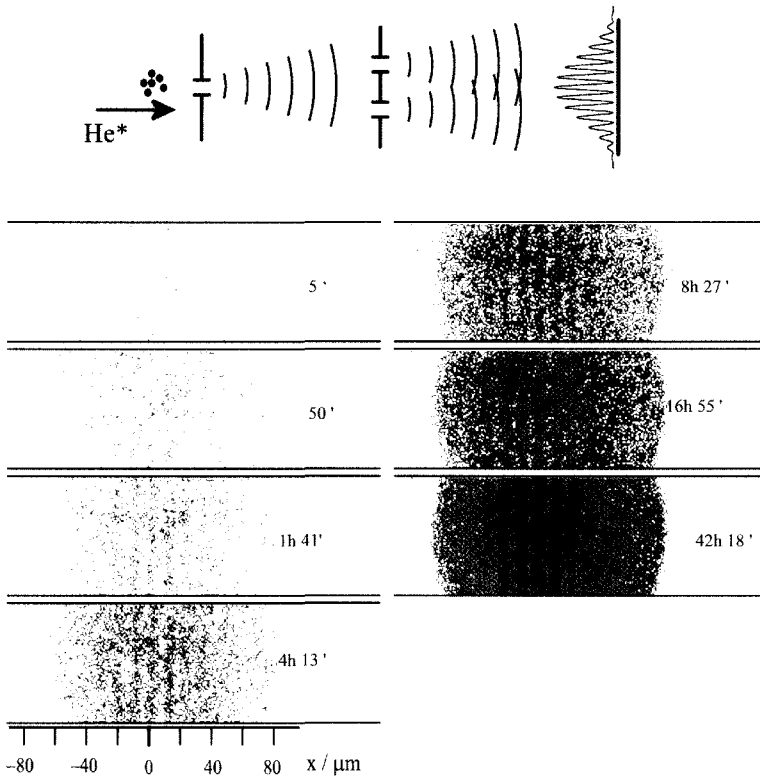 He*
5 '
50'
1h 41'
4h 13 '
8h 27 '
16h 55 '
42h 18 '
–80 –40 0 40 80 x / μm